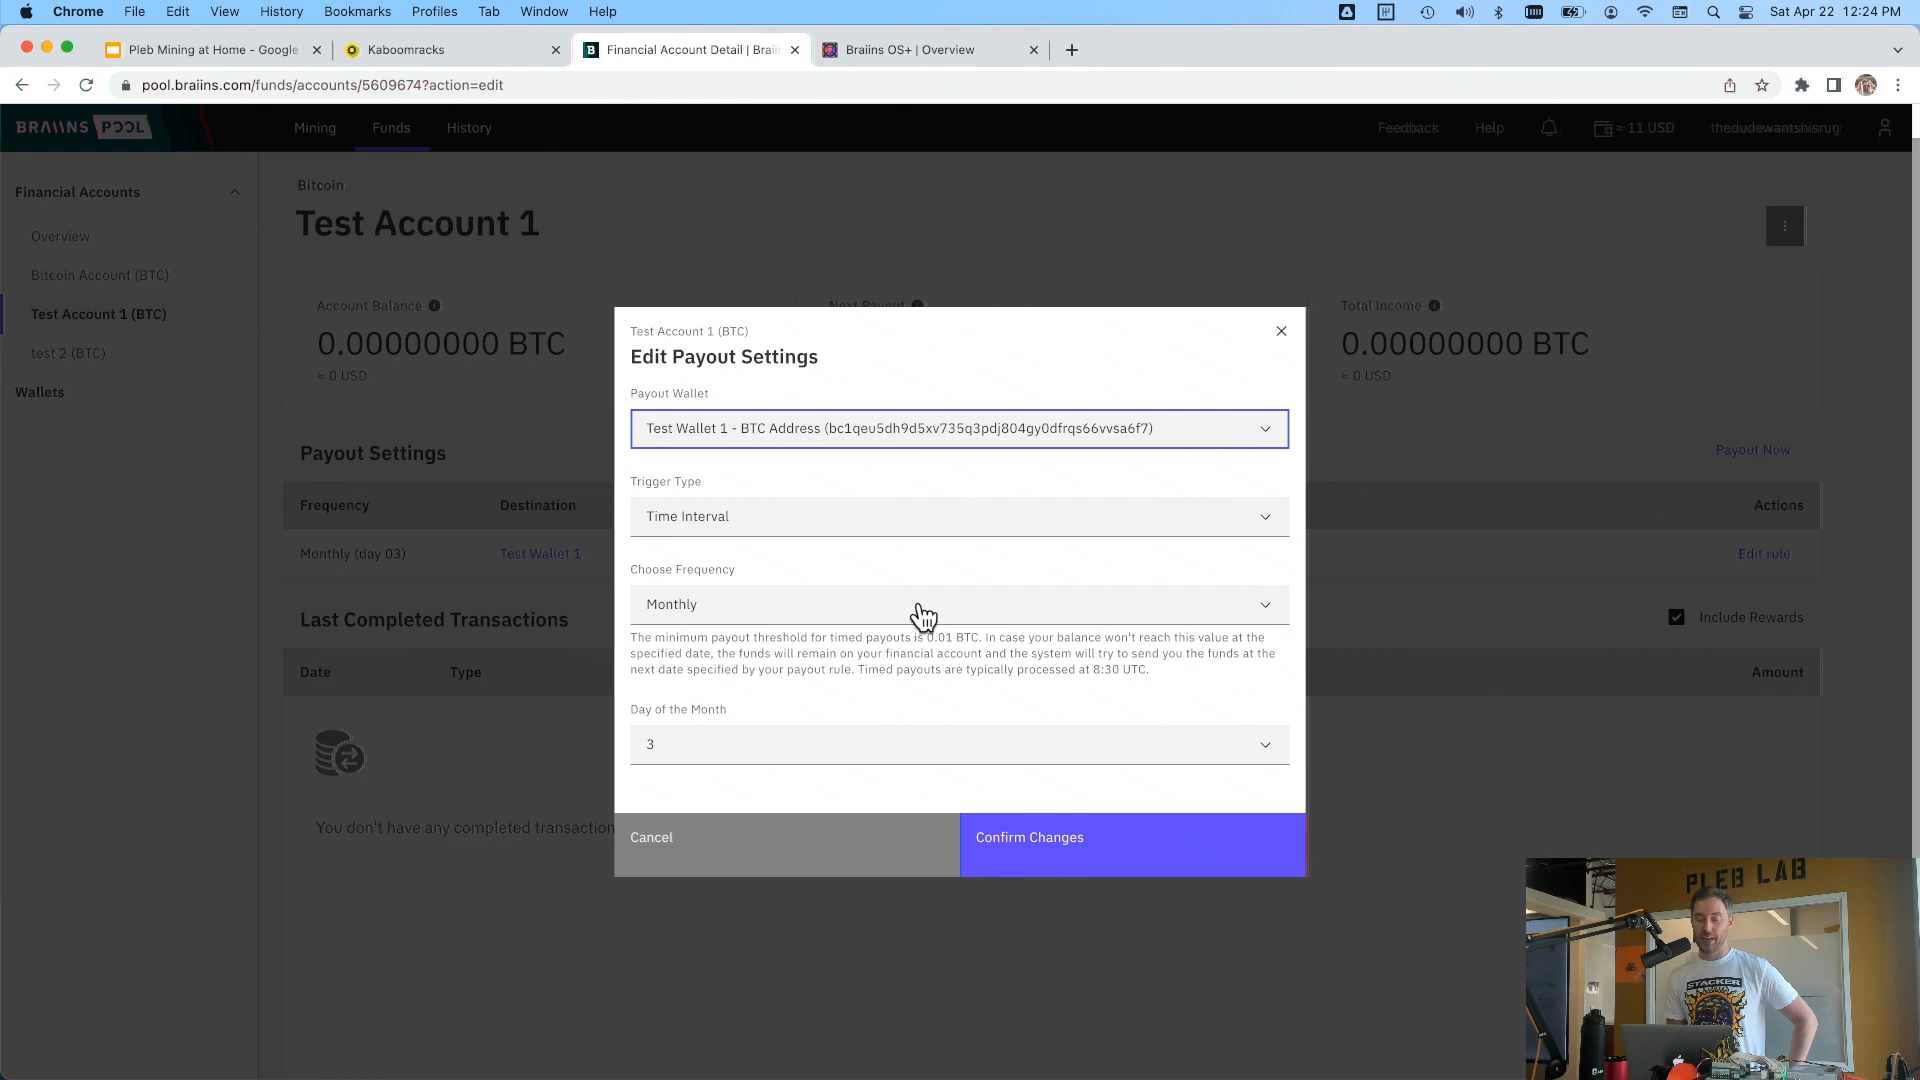 Chrome File Edit View History Bookmarks Profiles Tab Window Help Sat Apr 22 12:24 PM
Pleb Mining at Home - Google Kaboomracks Financial Account Detail | Braii Braiins OS+ | Overview
pool.braiins.com/funds/accounts/5609674?action=edit
BRAIINS POOL Mining Funds History Feedback Help ≈ 11 USD thedudewantshisrug
Financial Accounts
Overview
Bitcoin Account (BTC)
Test Account 1 (BTC)
test 2 (BTC)
Wallets
Bitcoin
Test Account 1
Account Balance Next Payout Total Income
0.00000000 BTC 0.00000000 BTC
≈ 0 USD ≈ 0 USD
Payout Settings Payout Now
Frequency Destination Actions
Monthly (day 03) Test Wallet 1 Edit rule
Last Completed Transactions Include Rewards
Date Type Amount
You don't have any completed transaction
Test Account 1 (BTC)
Edit Payout Settings
Payout Wallet
Test Wallet 1 - BTC Address (bc1qeu5dh9d5xv735q3pdj804gy0dfrqs66vvsa6f7)
Trigger Type
Time Interval
Choose Frequency
Monthly
The minimum payout threshold for timed payouts is 0.01 BTC. In case your balance won't reach this value at the
specified date, the funds will remain on your financial account and the system will try to send you the funds at the
next date specified by your payout rule. Timed payouts are typically processed at 8:30 UTC.
Day of the Month
3
Cancel Confirm Changes
PLEB LAB
STACKER